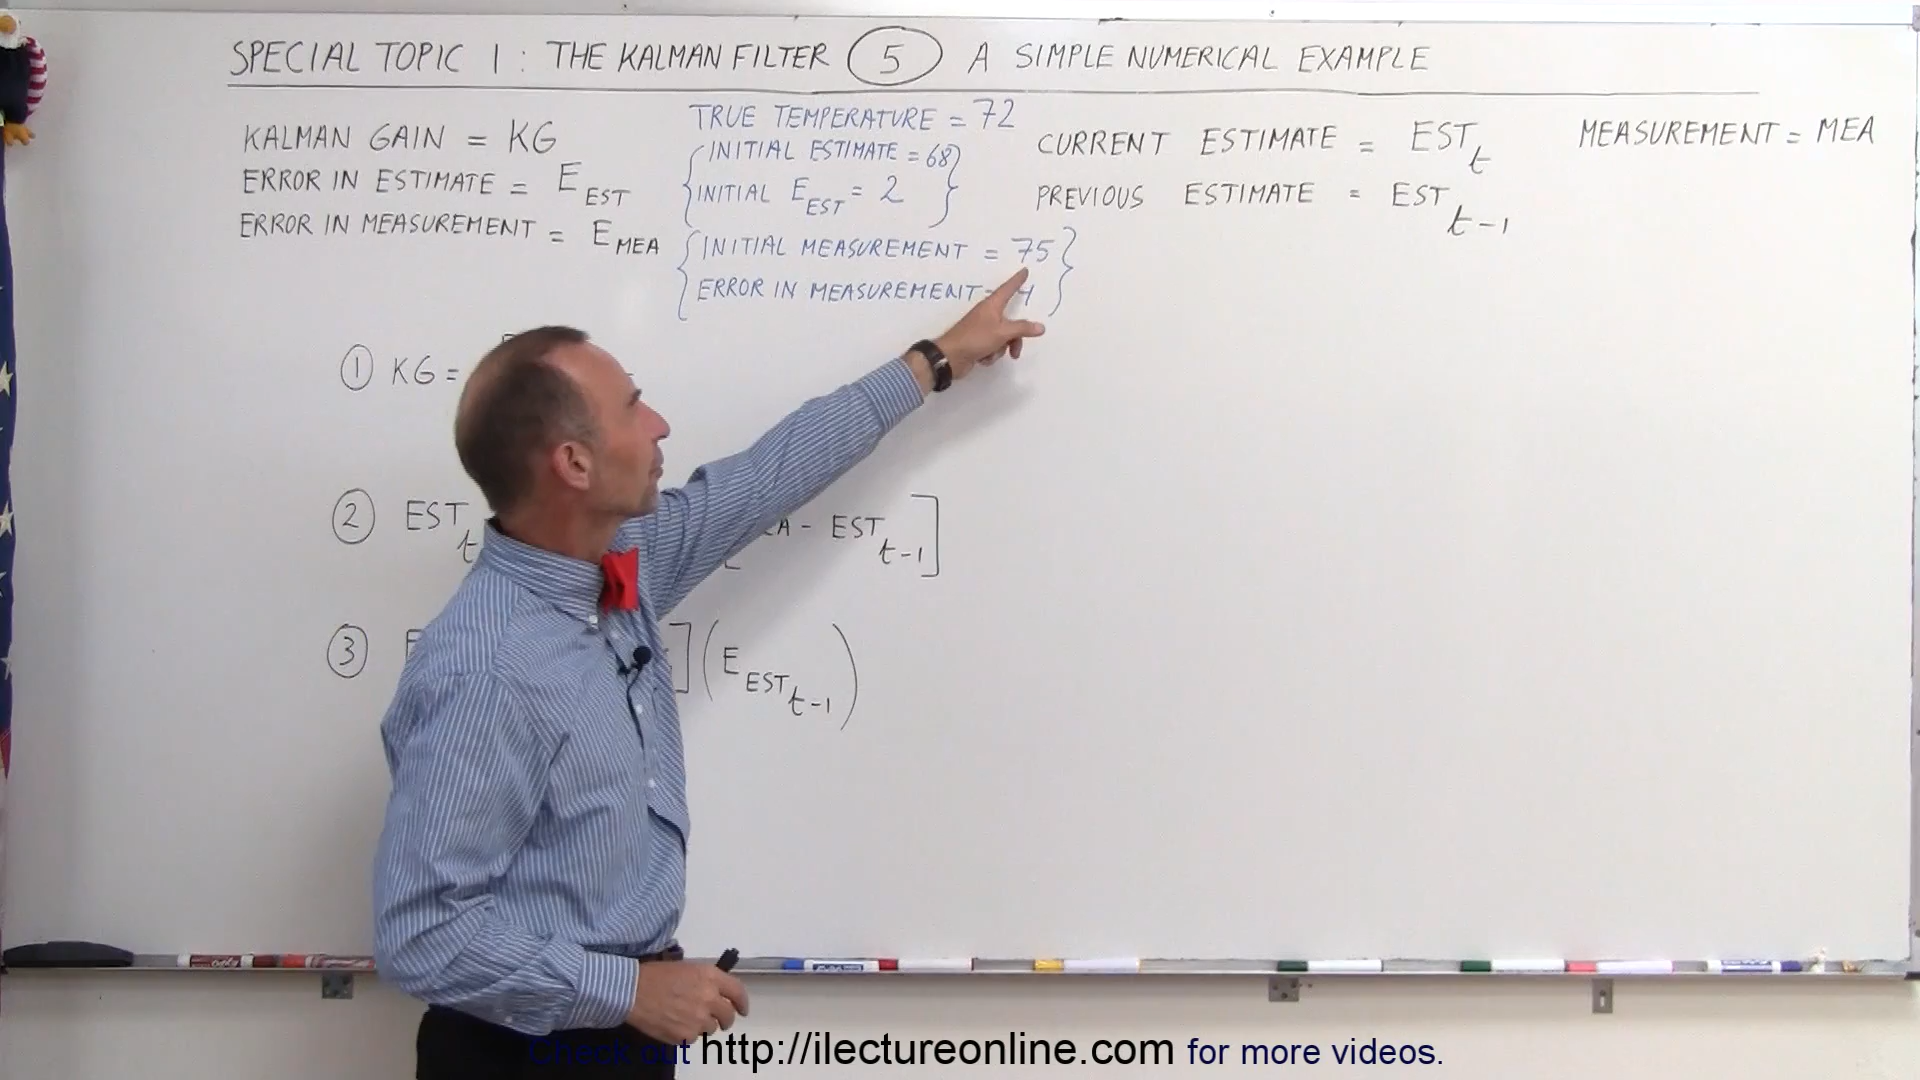 SPECIAL TOPIC 1 : THE KALMAN FILTER 5 A SIMPLE NUMERICAL EXAMPLE
KALMAN GAIN = KG
ERROR IN ESTIMATE = E EST
ERROR IN MEASUREMENT = E MEA
TRUE TEMPERATURE = 72
INITIAL ESTIMATE = 68
INITIAL E EST = 2
INITIAL MEASUREMENT = 75
ERROR IN MEASUREMENT = 4
CURRENT ESTIMATE = EST t
PREVIOUS ESTIMATE = EST t-1
MEASUREMENT = MEA
1 KG =
2 EST t - EST t-1 ]
3 ] ( E EST t-1 )
Check out http://ilectureonline.com for more videos.